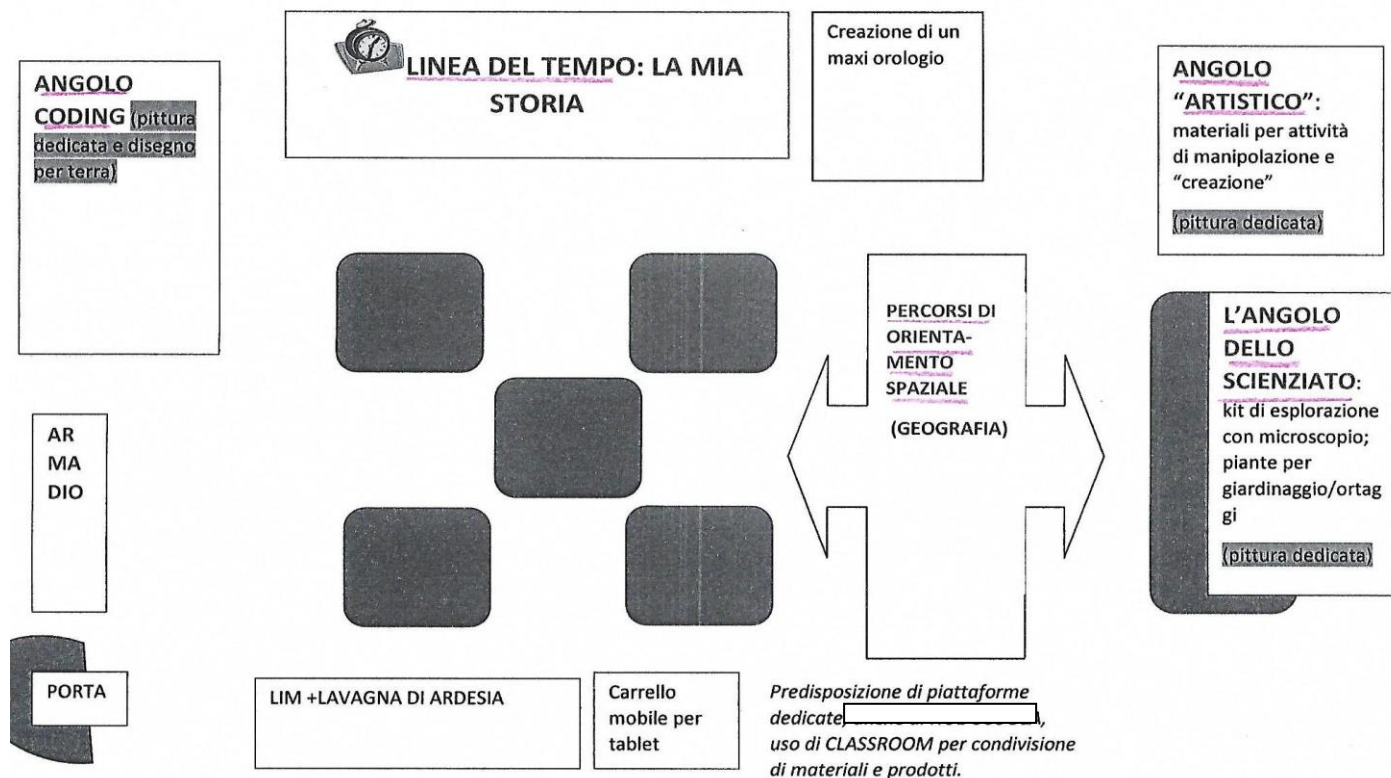 LINEA DEL TEMPO: LA MIA
STORIA
Creazione di un
maxi orologio
ANGOLO
CODING (pittura
dedicata e disegno
per terra)
ANGOLO
“ARTISTICO”:
materiali per attività
di manipolazione e
“creazione”
(pittura dedicata)
PERCORSI DI
ORIENTA-
MENTO
SPAZIALE
(GEOGRAFIA)
L’ANGOLO
DELLO
SCIENZIATO:
kit di esplorazione
con microscopio;
piante per
giardinaggio/ortag
gi
(pittura dedicata)
AR
MA
DIO
PORTA
LIM +LAVAGNA DI ARDESIA
Carrello
mobile per
tablet
Predisposizione di piattaforme
dedicate,
uso di CLASSROOM per condivisione
di materiali e prodotti.